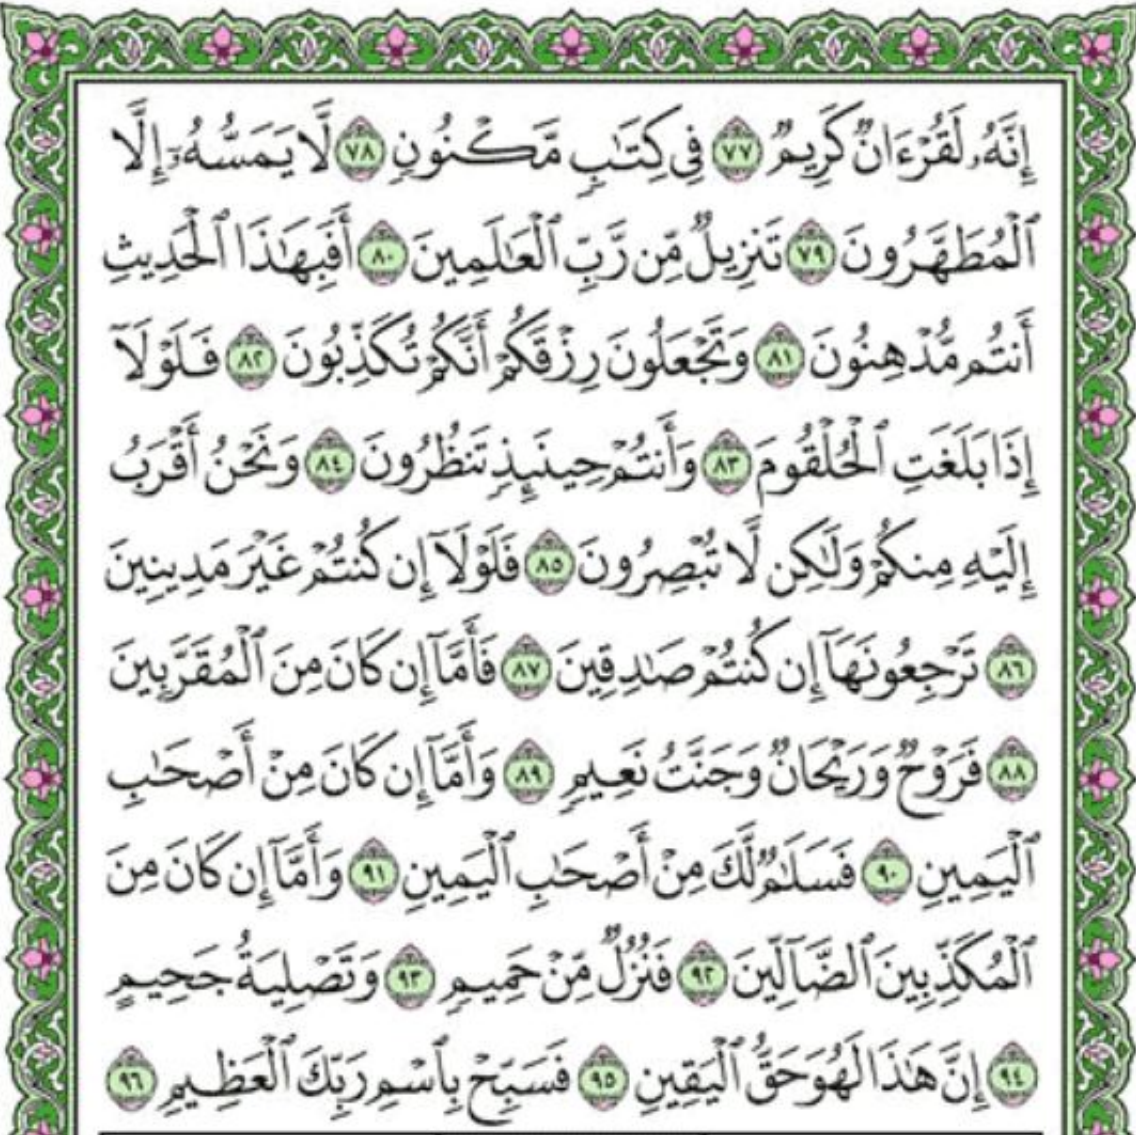 إِنَّهُۥ لَقُرْءَانٌ كَرِيمٌ ٧٧ فِى كِتَٰبٍ مَّكْنُونٍ ٧٨ لَّا يَمَسُّهُۥٓ إِلَّا
ٱلْمُطَهَّرُونَ ٧٩ تَنزِيلٌ مِّن رَّبِّ ٱلْعَٰلَمِينَ ٨٠ أَفَبِهَٰذَا ٱلْحَدِيثِ
أَنتُم مُّدْهِنُونَ ٨١ وَتَجْعَلُونَ رِزْقَكُمْ أَنَّكُمْ تُكَذِّبُونَ ٨٢ فَلَوْلَآ
إِذَا بَلَغَتِ ٱلْحُلْقُومَ ٨٣ وَأَنتُمْ حِينَئِذٍ تَنظُرُونَ ٨٤ وَنَحْنُ أَقْرَبُ
إِلَيْهِ مِنكُمْ وَلَٰكِن لَّا تُبْصِرُونَ ٨٥ فَلَوْلَآ إِن كُنتُمْ غَيْرَ مَدِينِينَ
٨٦ تَرْجِعُونَهَآ إِن كُنتُمْ صَٰدِقِينَ ٨٧ فَأَمَّآ إِن كَانَ مِنَ ٱلْمُقَرَّبِينَ
٨٨ فَرَوْحٌ وَرَيْحَانٌ وَجَنَّتُ نَعِيمٍ ٨٩ وَأَمَّآ إِن كَانَ مِنْ أَصْحَٰبِ
ٱلْيَمِينِ ٩٠ فَسَلَٰمٌ لَّكَ مِنْ أَصْحَٰبِ ٱلْيَمِينِ ٩١ وَأَمَّآ إِن كَانَ مِنَ
ٱلْمُكَذِّبِينَ ٱلضَّآلِّينَ ٩٢ فَنُزُلٌ مِّنْ حَمِيمٍ ٩٣ وَتَصْلِيَةُ جَحِيمٍ
٩٤ إِنَّ هَٰذَا لَهُوَ حَقُّ ٱلْيَقِينِ ٩٥ فَسَبِّحْ بِٱسْمِ رَبِّكَ ٱلْعَظِيمِ ٩٦